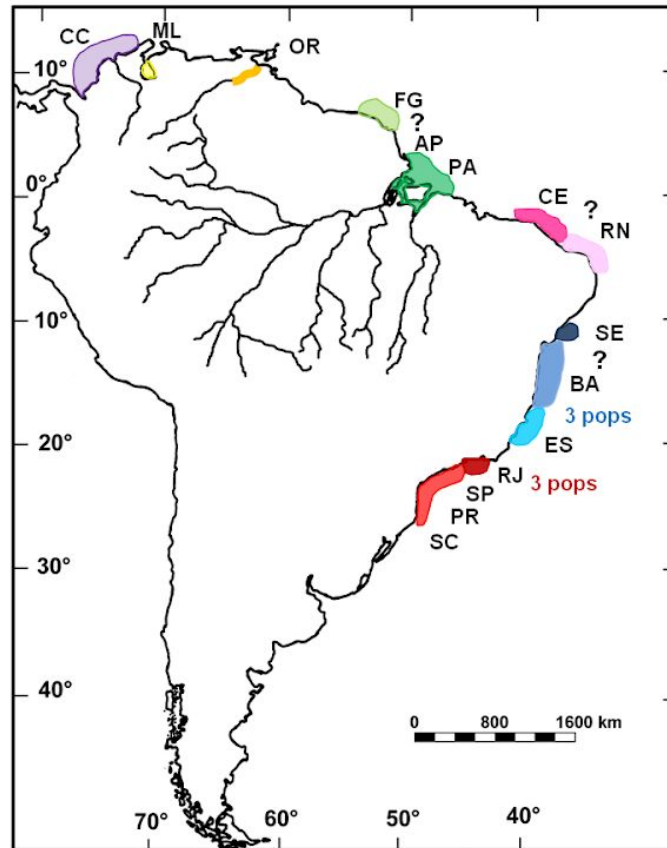 CC
ML
OR
10°
FG
?
AP
PA
0°
CE
?
RN
10°
SE
?
BA
3 pops
20°
ES
RJ
3 pops
SP
PR
SC
30°
40°
0 800 1600 km
70° 60° 50° 40°